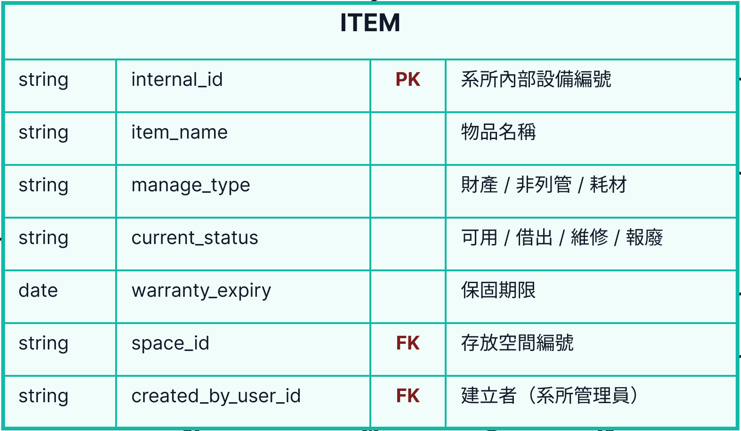 ITEM
string internal_id PK 系所內部設備編號
string item_name 物品名稱
string manage_type 財產 / 非列管 / 耗材
string current_status 可用 / 借出 / 維修 / 報廢
date warranty_expiry 保固期限
string space_id FK 存放空間編號
string created_by_user_id FK 建立者（系所管理員）